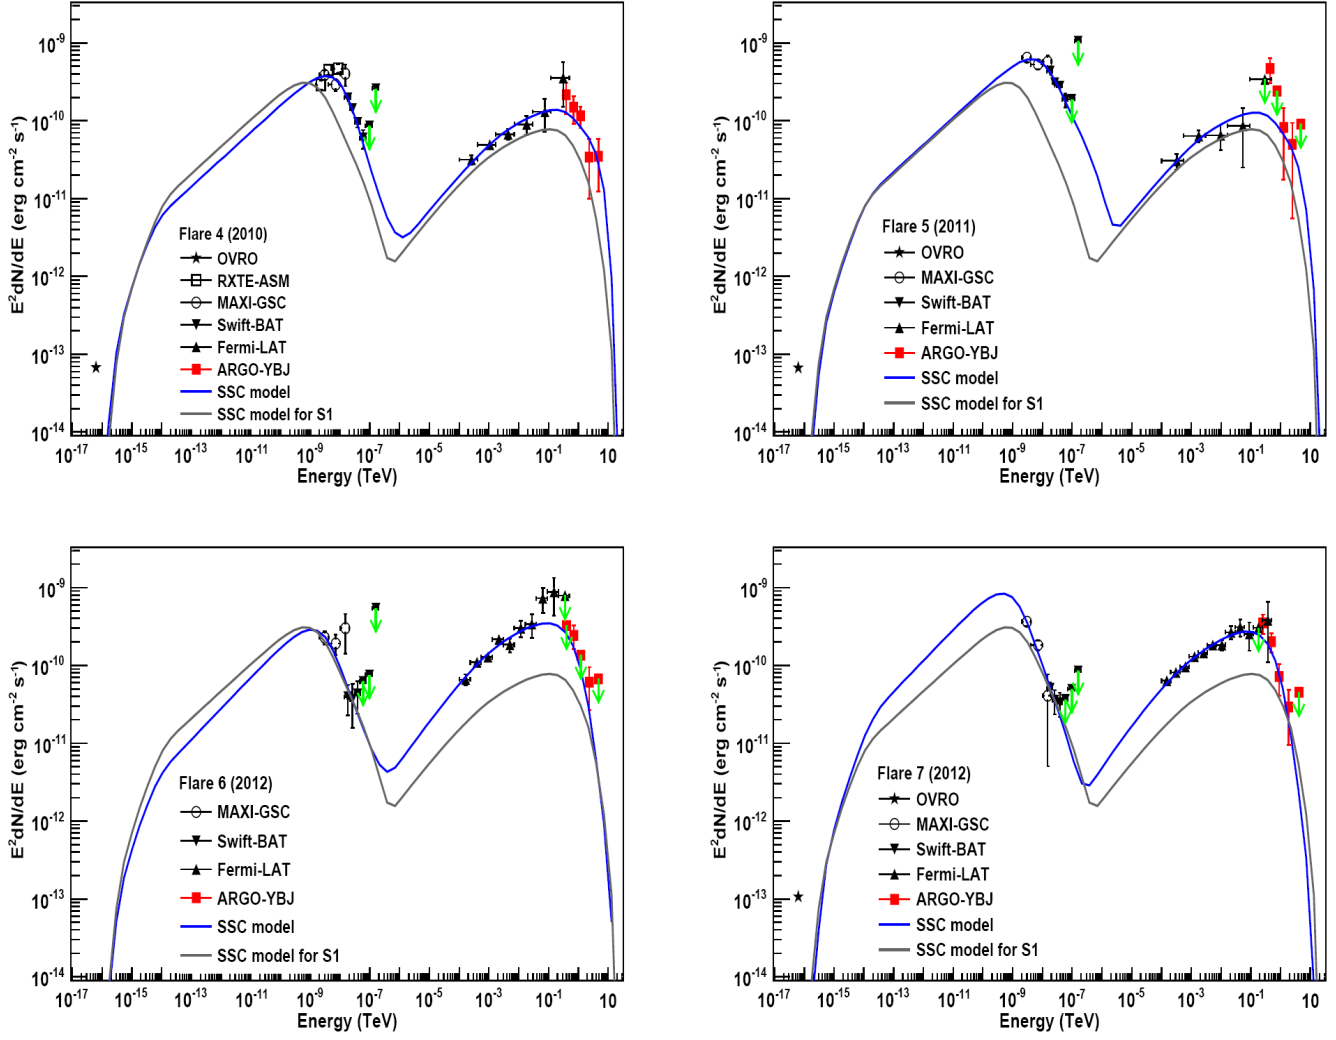 E²dN/dE (erg cm⁻² s⁻¹)
10⁻⁹
10⁻¹⁰
10⁻¹¹
10⁻¹²
10⁻¹³
10⁻¹⁴
Flare 4 (2010)
OVRO
RXTE-ASM
MAXI-GSC
Swift-BAT
Fermi-LAT
ARGO-YBJ
SSC model
SSC model for S1
10⁻¹⁷ 10⁻¹⁵ 10⁻¹³ 10⁻¹¹ 10⁻⁹ 10⁻⁷ 10⁻⁵ 10⁻³ 10⁻¹ 10
Energy (TeV)
E²dN/dE (erg cm⁻² s⁻¹)
10⁻⁹
10⁻¹⁰
10⁻¹¹
10⁻¹²
10⁻¹³
10⁻¹⁴
Flare 5 (2011)
OVRO
MAXI-GSC
Swift-BAT
Fermi-LAT
ARGO-YBJ
SSC model
SSC model for S1
10⁻¹⁷ 10⁻¹⁵ 10⁻¹³ 10⁻¹¹ 10⁻⁹ 10⁻⁷ 10⁻⁵ 10⁻³ 10⁻¹ 10
Energy (TeV)
E²dN/dE (erg cm⁻² s⁻¹)
10⁻⁹
10⁻¹⁰
10⁻¹¹
10⁻¹²
10⁻¹³
10⁻¹⁴
Flare 6 (2012)
MAXI-GSC
Swift-BAT
Fermi-LAT
ARGO-YBJ
SSC model
SSC model for S1
10⁻¹⁷ 10⁻¹⁵ 10⁻¹³ 10⁻¹¹ 10⁻⁹ 10⁻⁷ 10⁻⁵ 10⁻³ 10⁻¹ 10
Energy (TeV)
E²dN/dE (erg cm⁻² s⁻¹)
10⁻⁹
10⁻¹⁰
10⁻¹¹
10⁻¹²
10⁻¹³
10⁻¹⁴
Flare 7 (2012)
OVRO
MAXI-GSC
Swift-BAT
Fermi-LAT
ARGO-YBJ
SSC model
SSC model for S1
10⁻¹⁷ 10⁻¹⁵ 10⁻¹³ 10⁻¹¹ 10⁻⁹ 10⁻⁷ 10⁻⁵ 10⁻³ 10⁻¹ 10
Energy (TeV)